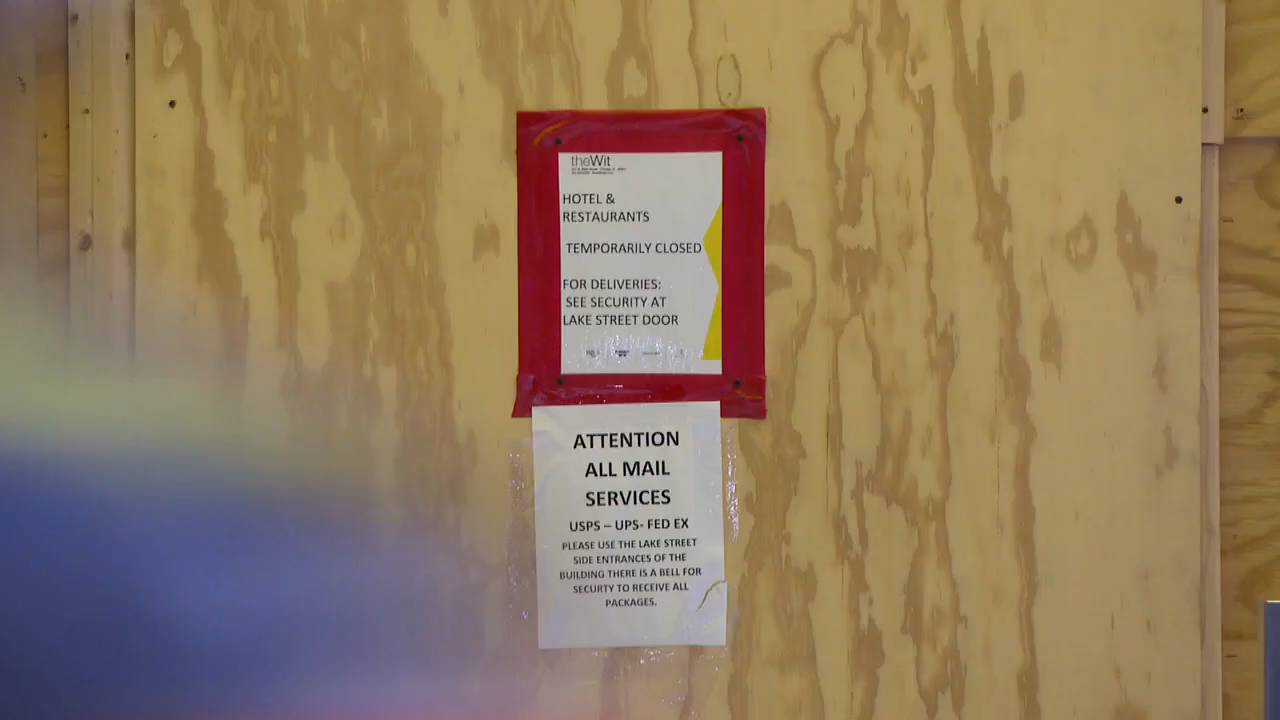 theWit
HOTEL &
RESTAURANTS
TEMPORARILY CLOSED
FOR DELIVERIES:
SEE SECURITY AT
LAKE STREET DOOR
ATTENTION
ALL MAIL
SERVICES
USPS – UPS- FED EX
PLEASE USE THE LAKE STREET
SIDE ENTRANCES OF THE
BUILDING THERE IS A BELL FOR
SECURTY TO RECEIVE ALL
PACKAGES.